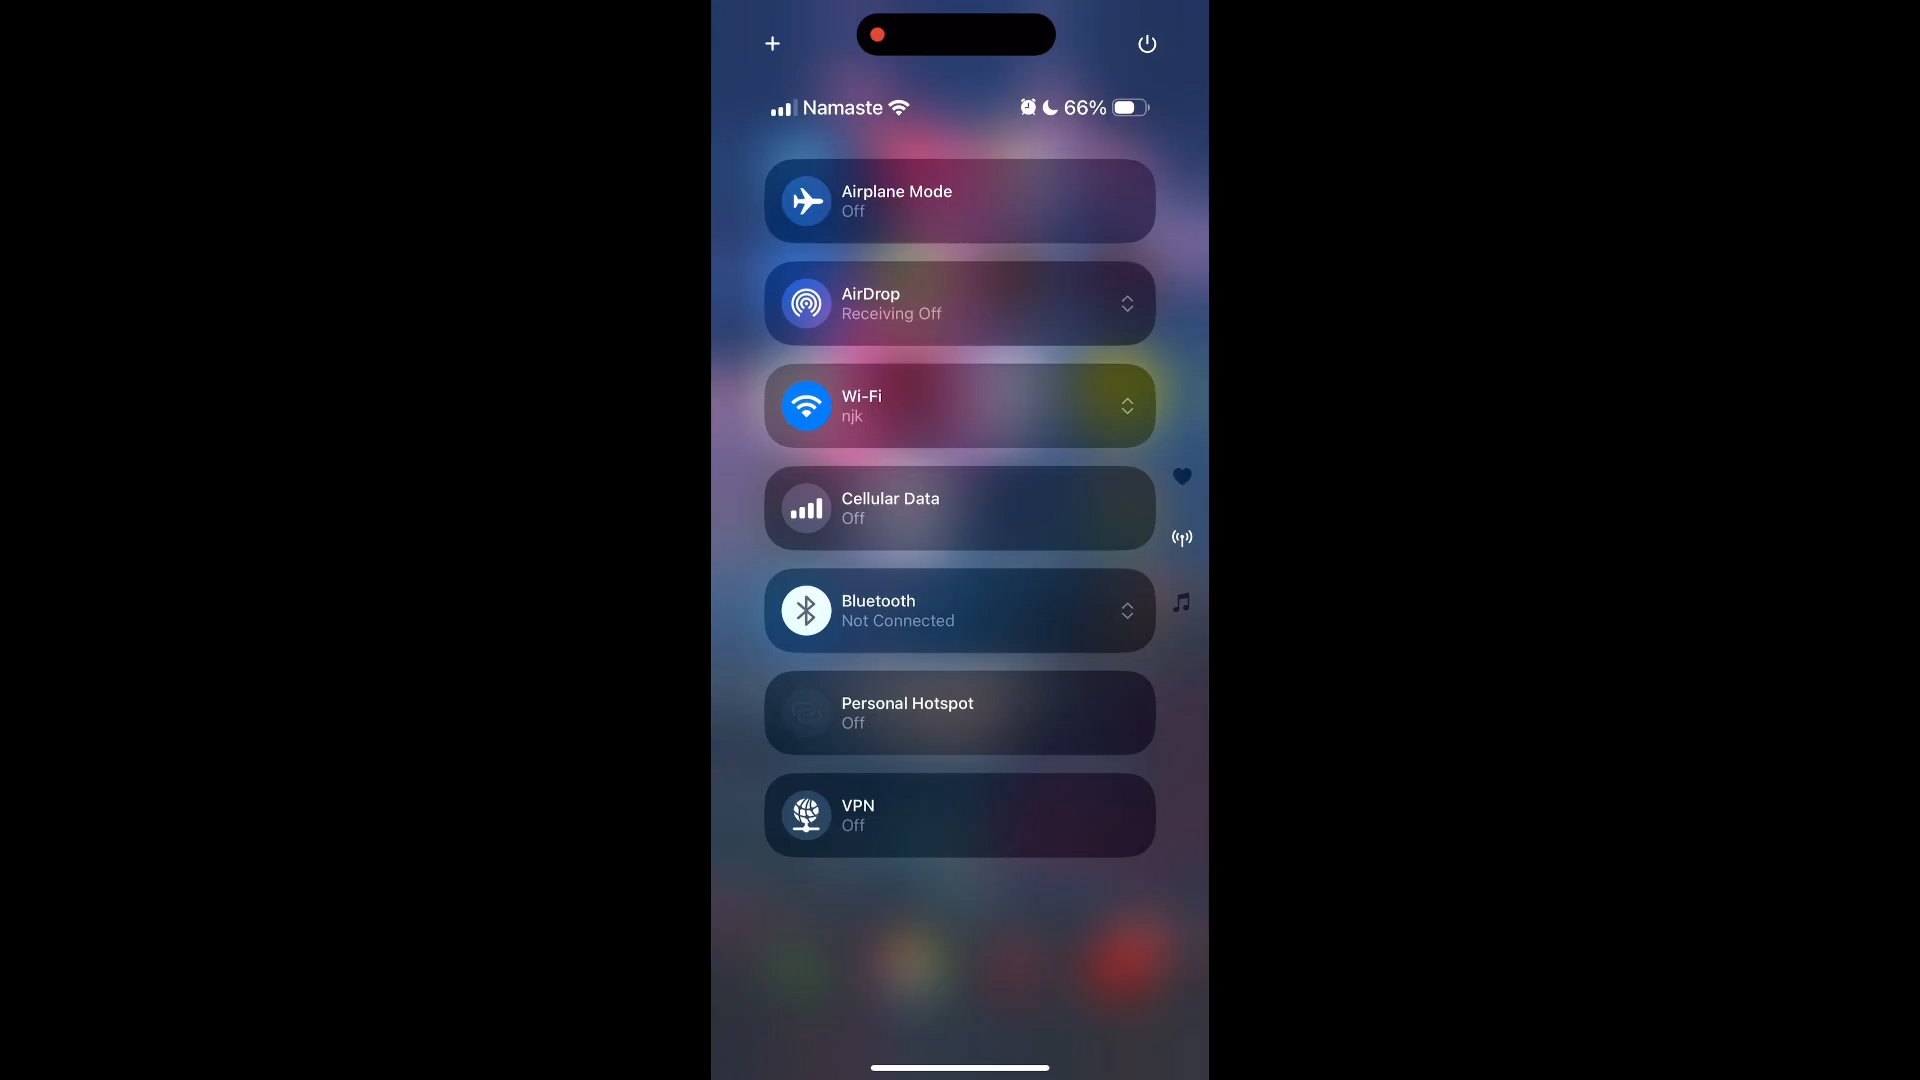 Namaste 66%
Airplane Mode
Off
AirDrop
Receiving Off
Wi-Fi
njk
Cellular Data
Off
Bluetooth
Not Connected
Personal Hotspot
Off
VPN
Off